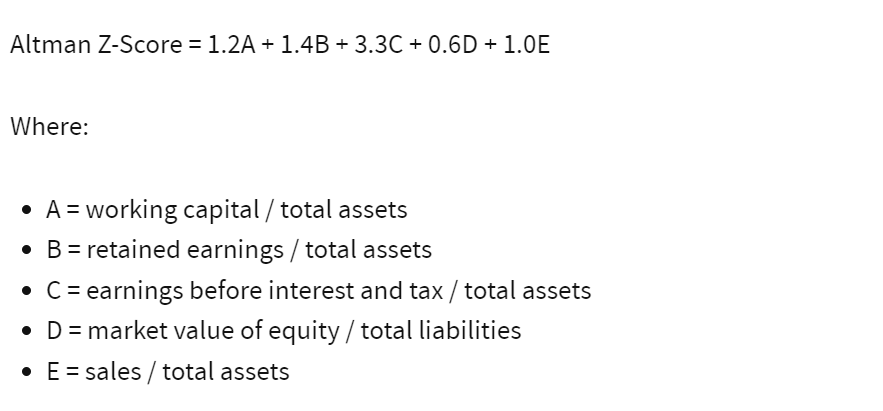 Altman Z-Score = 1.2A + 1.4B + 3.3C + 0.6D + 1.0E
Where:
• A = working capital / total assets
• B = retained earnings / total assets
• C = earnings before interest and tax / total assets
• D = market value of equity / total liabilities
• E = sales / total assets